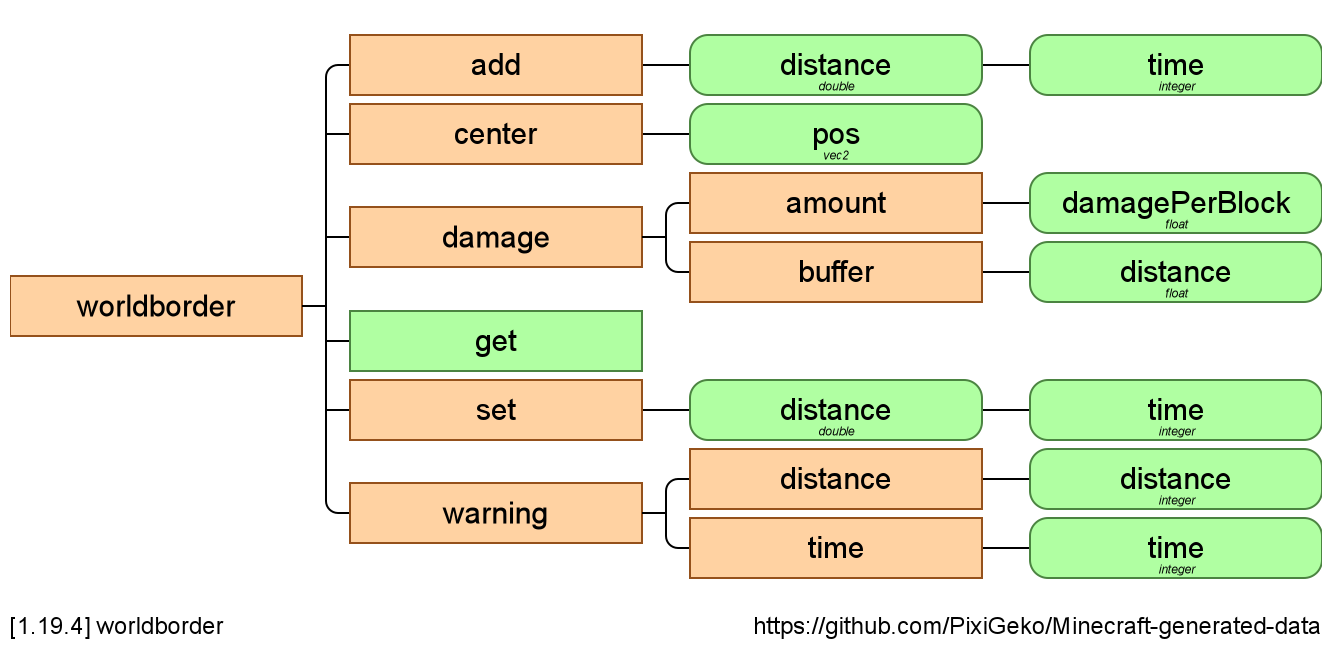 add
distance
double
time
integer
center
pos
vec2
damage
amount
damagePerBlock
float
buffer
distance
float
worldborder
get
set
distance
double
time
integer
warning
distance
distance
integer
time
time
integer
[1.19.4] worldborder
https://github.com/PixiGeko/Minecraft-generated-data